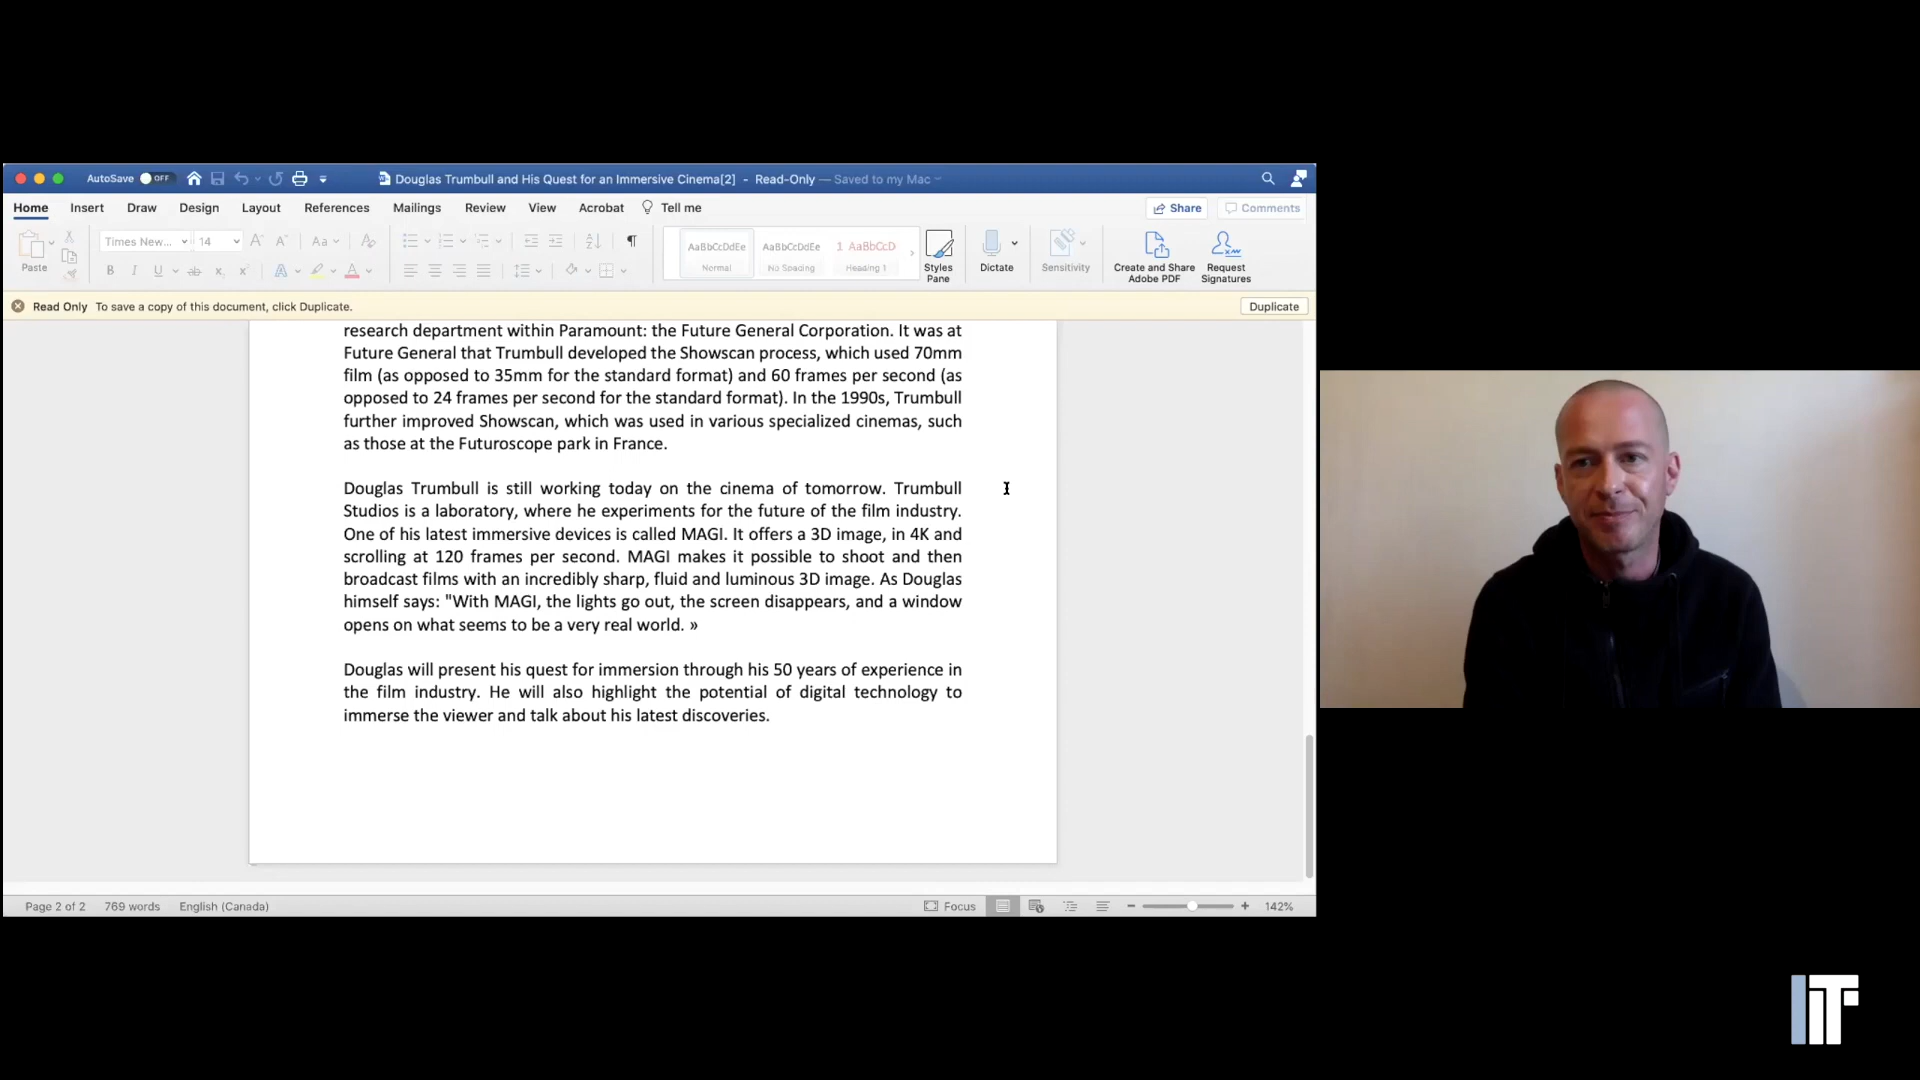 AutoSave OFF Douglas Trumbull and His Quest for an Immersive Cinema[2] - Read-Only — Saved to my Mac
Home Insert Draw Design Layout References Mailings Review View Acrobat Tell me Share Comments
Times New... 14 Aa
Paste
B I U ab x x A A
AaBbCcDdEe AaBbCcDdEe 1 AaBbCcD
Normal No Spacing Heading 1
Styles Pane
Dictate
Sensitivity
Create and Share Adobe PDF
Request Signatures
Read Only To save a copy of this document, click Duplicate. Duplicate
research department within Paramount: the Future General Corporation. It was at
Future General that Trumbull developed the Showscan process, which used 70mm
film (as opposed to 35mm for the standard format) and 60 frames per second (as
opposed to 24 frames per second for the standard format). In the 1990s, Trumbull
further improved Showscan, which was used in various specialized cinemas, such
as those at the Futuroscope park in France.
Douglas Trumbull is still working today on the cinema of tomorrow. Trumbull
Studios is a laboratory, where he experiments for the future of the film industry.
One of his latest immersive devices is called MAGI. It offers a 3D image, in 4K and
scrolling at 120 frames per second. MAGI makes it possible to shoot and then
broadcast films with an incredibly sharp, fluid and luminous 3D image. As Douglas
himself says: "With MAGI, the lights go out, the screen disappears, and a window
opens on what seems to be a very real world. »
Douglas will present his quest for immersion through his 50 years of experience in
the film industry. He will also highlight the potential of digital technology to
immerse the viewer and talk about his latest discoveries.
Page 2 of 2 769 words English (Canada) Focus 142%